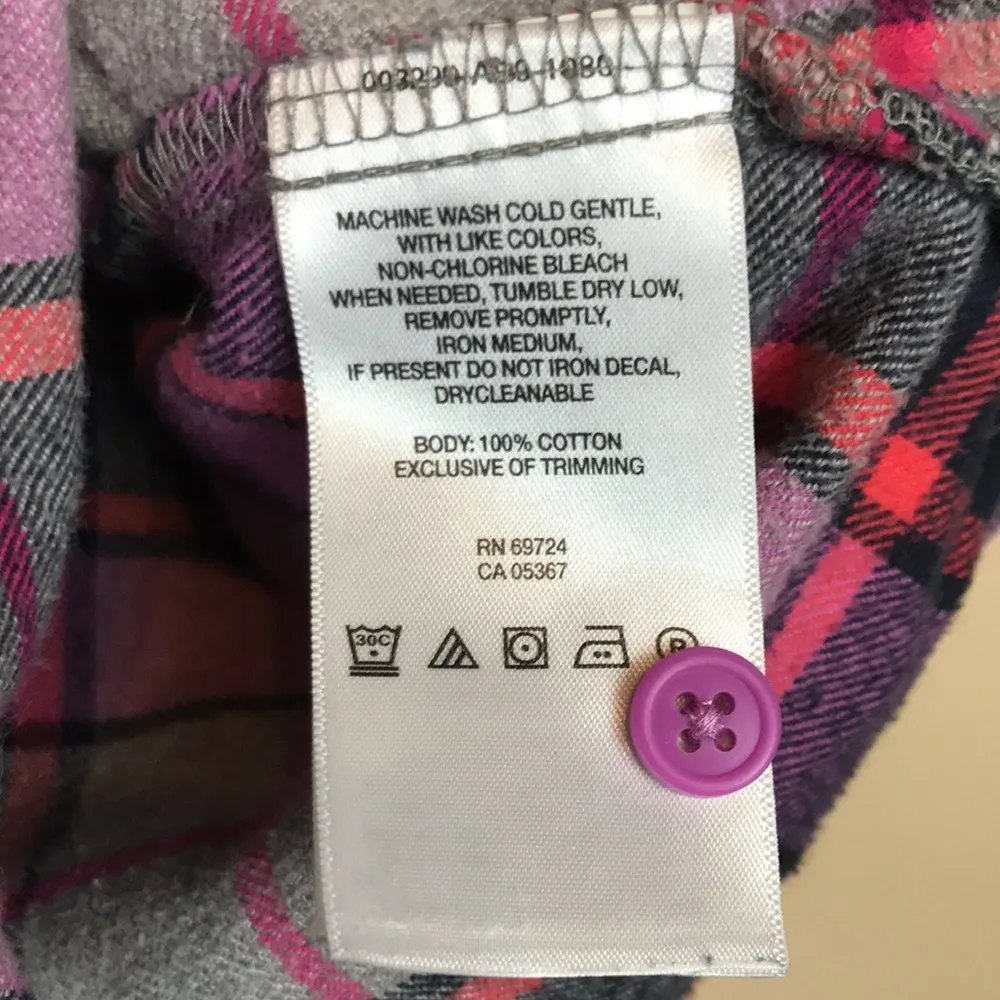 MACHINE WASH COLD GENTLE,
WITH LIKE COLORS,
NON-CHLORINE BLEACH
WHEN NEEDED, TUMBLE DRY LOW,
REMOVE PROMPTLY,
IRON MEDIUM,
IF PRESENT DO NOT IRON DECAL,
DRYCLEANABLE
BODY: 100% COTTON
EXCLUSIVE OF TRIMMING
RN 69724
CA 05367
30C P